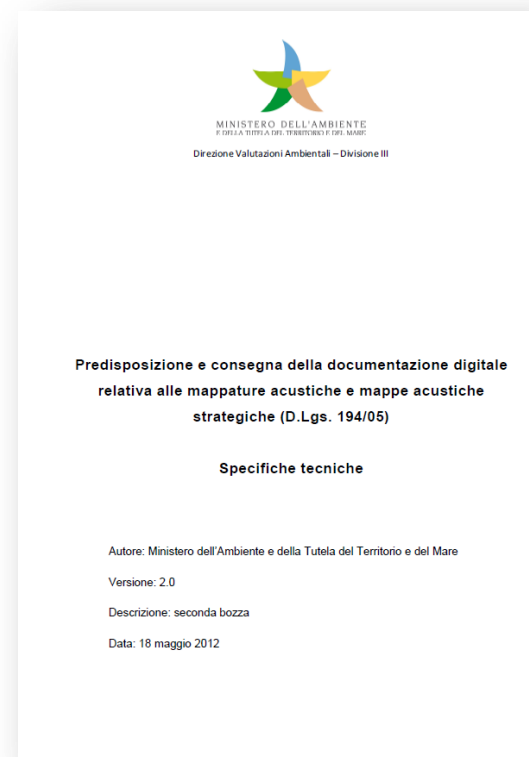 MINISTERO DELL'AMBIENTE
E DELLA TUTELA DEL TERRITORIO E DEL MARE
Direzione Valutazioni Ambientali – Divisione III
Predisposizione e consegna della documentazione digitale
relativa alle mappature acustiche e mappe acustiche
strategiche (D.Lgs. 194/05)
Specifiche tecniche
Autore: Ministero dell'Ambiente e della Tutela del Territorio e del Mare
Versione: 2.0
Descrizione: seconda bozza
Data: 18 maggio 2012